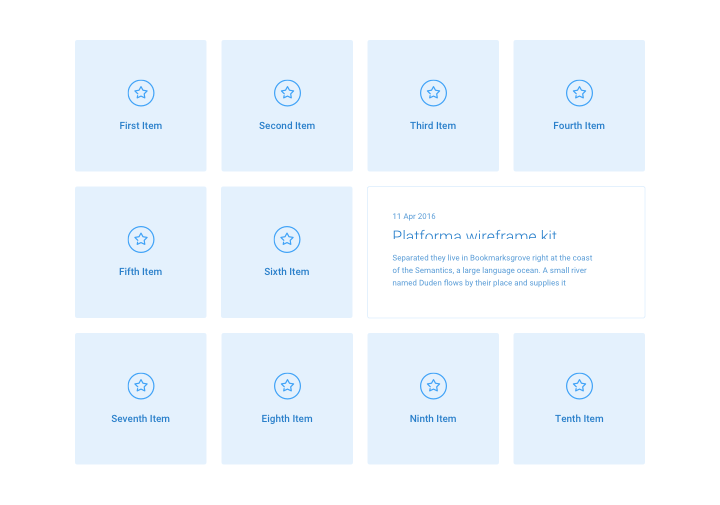 First Item
Second Item
Third Item
Fourth Item
Fifth Item
Sixth Item
11 Apr 2016
Platforma wireframe kit
Separated they live in Bookmarksgrove right at the coast
of the Semantics, a large language ocean. A small river
named Duden flows by their place and supplies it
Seventh Item
Eighth Item
Ninth Item
Tenth Item